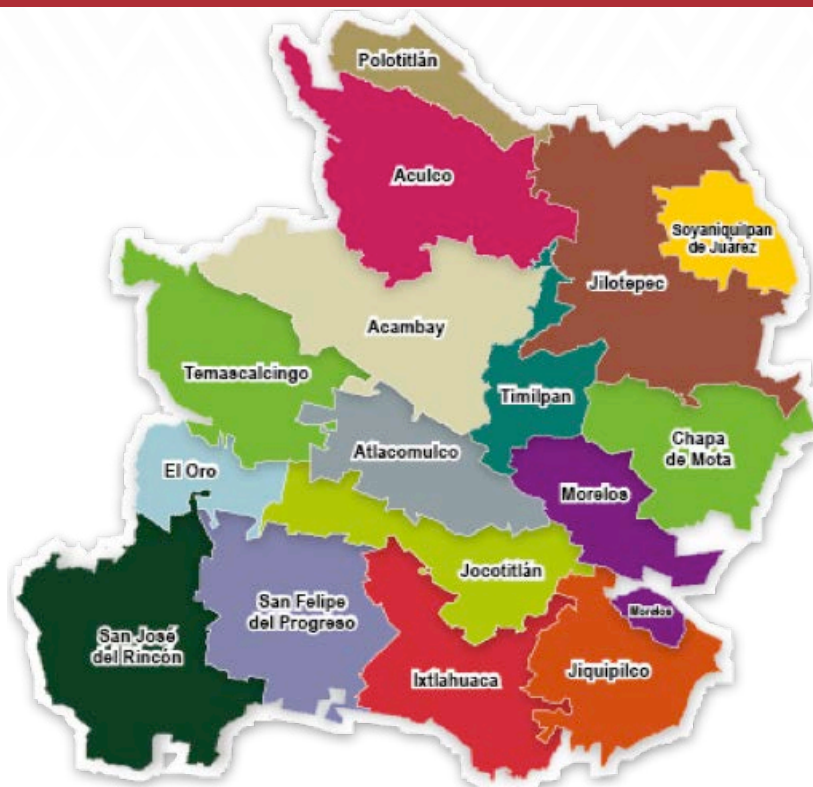 Polotitlán
Aculco
Soyaniquilpan
de Juárez
Jilotepec
Acambay
Temascalcingo
Timilpan
Chapa
de Mota
Atlacomulco
El Oro
Morelos
Jocotitlán
San Felipe
del Progreso
Morelos
San José
del Rincón
Ixtlahuaca
Jiquipilco